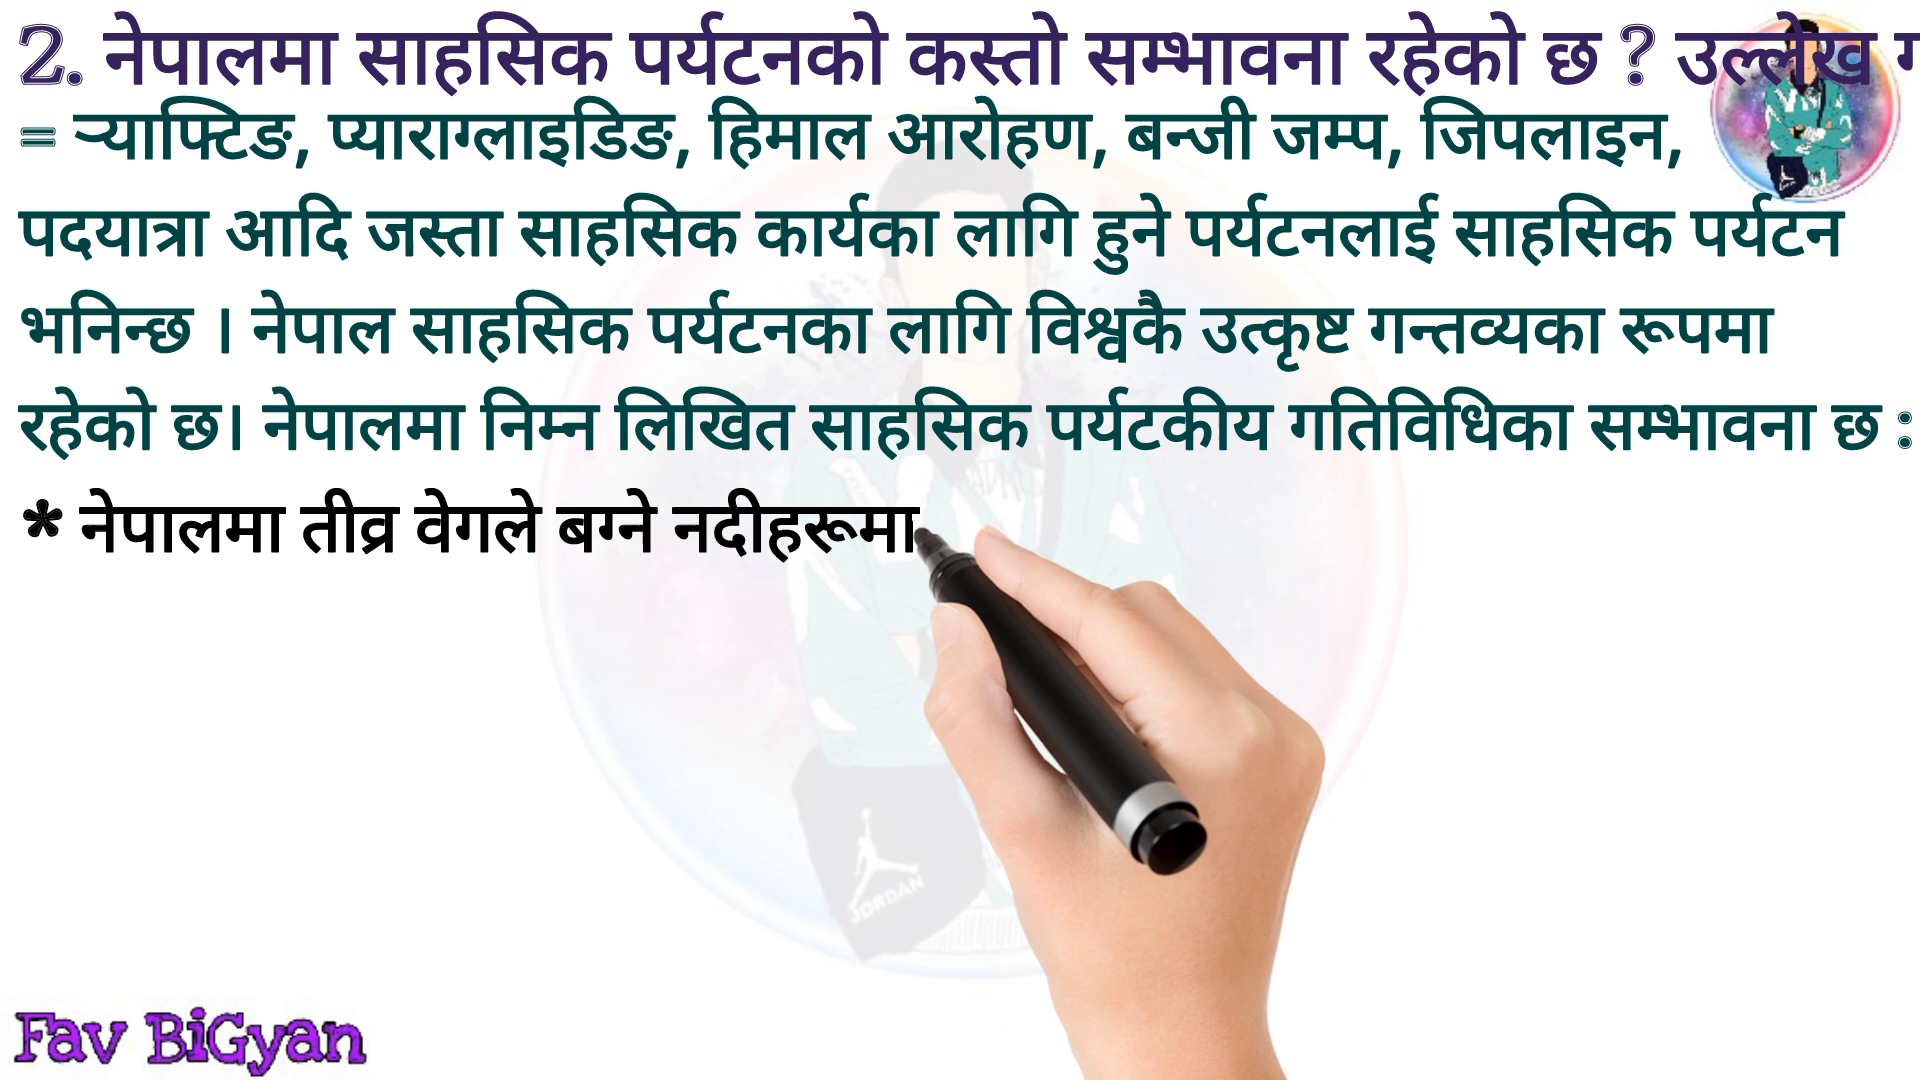 2. नेपालमा साहसिक पर्यटनको कस्तो सम्भावना रहेको छ ? उल्लेख
= ऱ्याफ्टिङ, प्याराग्लाइडिङ, हिमाल आरोहण, बन्जी जम्प, जिपलाइन,
पदयात्रा आदि जस्ता साहसिक कार्यका लागि हुने पर्यटनलाई साहसिक पर्यटन
भनिन्छ । नेपाल साहसिक पर्यटनका लागि विश्वकै उत्कृष्ट गन्तव्यका रूपमा
रहेको छ। नेपालमा निम्न लिखित साहसिक पर्यटकीय गतिविधिका सम्भावना छ :
* नेपालमा तीव्र वेगले बग्ने नदीहरूमा
JORDAN
Fav BiGyan